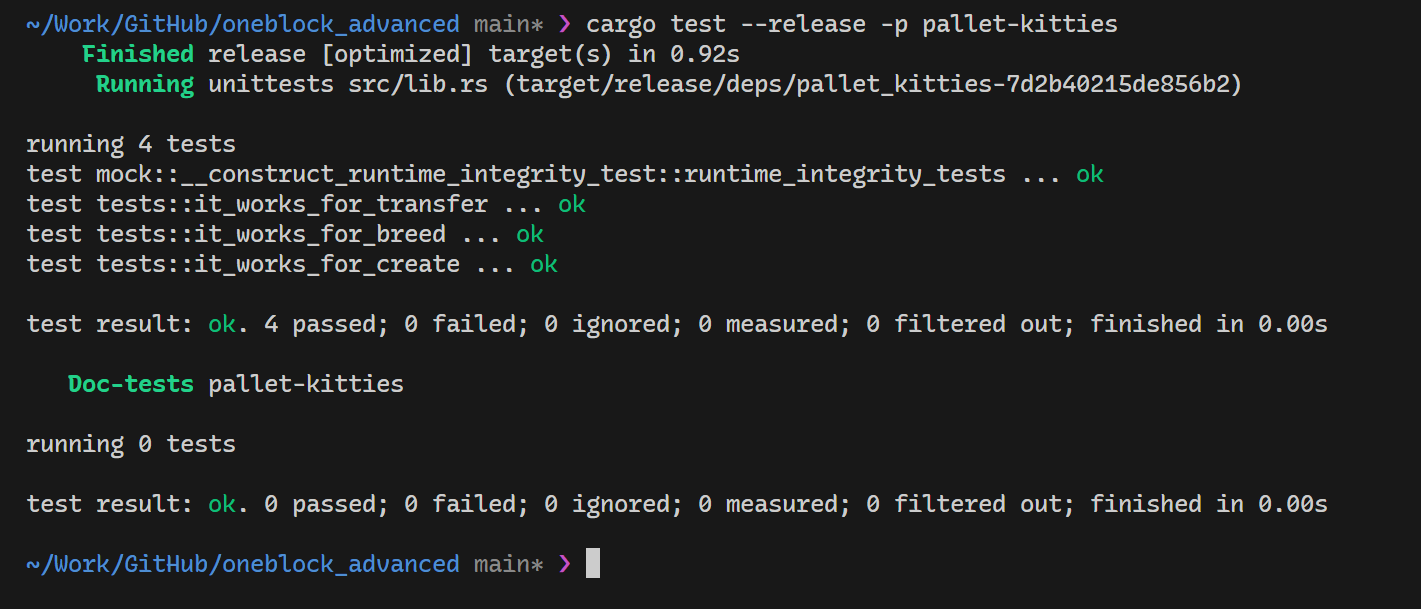 ~/Work/GitHub/oneblock_advanced main* ❯ cargo test --release -p pallet-kitties
Finished release [optimized] target(s) in 0.92s
Running unittests src/lib.rs (target/release/deps/pallet_kitties-7d2b40215de856b2)
running 4 tests
test mock::__construct_runtime_integrity_test::runtime_integrity_tests ... ok
test tests::it_works_for_transfer ... ok
test tests::it_works_for_breed ... ok
test tests::it_works_for_create ... ok
test result: ok. 4 passed; 0 failed; 0 ignored; 0 measured; 0 filtered out; finished in 0.00s
Doc-tests pallet-kitties
running 0 tests
test result: ok. 0 passed; 0 failed; 0 ignored; 0 measured; 0 filtered out; finished in 0.00s
~/Work/GitHub/oneblock_advanced main* ❯